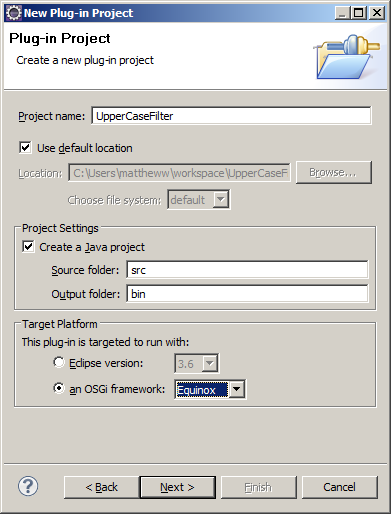 New Plug-in Project
Plug-in Project
Create a new plug-in project
Project name: UpperCaseFilter
Use default location
Location: C:\Users\mattheww\workspace\UpperCaseF Browse...
Choose file system: default
Project Settings
Create a Java project
Source folder: src
Output folder: bin
Target Platform
This plug-in is targeted to run with:
Eclipse version: 3.6
an OSGi framework: Equinox
? < Back Next > Finish Cancel